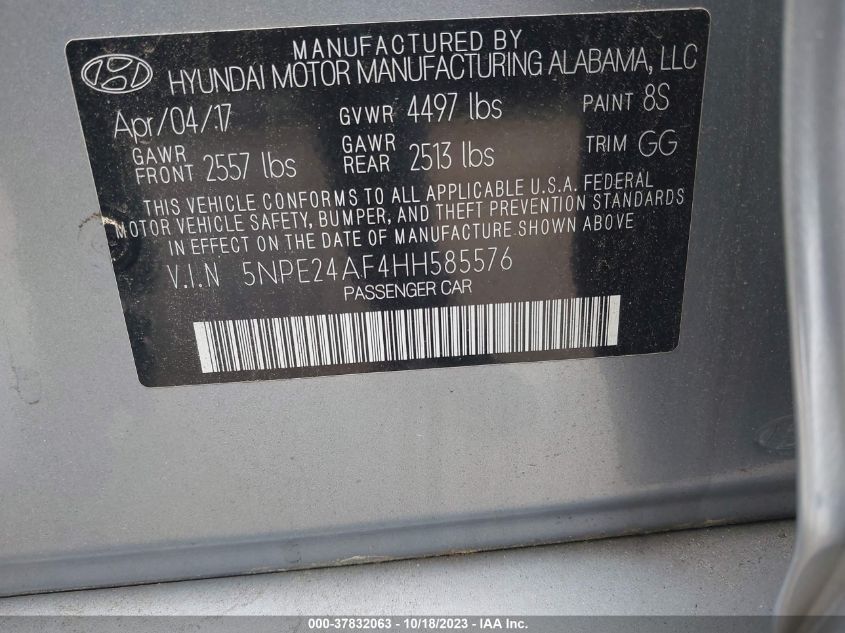 MANUFACTURED BY
HYUNDAI MOTOR MANUFACTURING ALABAMA, LLC
Apr/04/17 GVWR 4497 lbs PAINT 8S
GAWR FRONT 2557 lbs GAWR REAR 2513 lbs TRIM GG
THIS VEHICLE CONFORMS TO ALL APPLICABLE U.S.A. FEDERAL
MOTOR VEHICLE SAFETY, BUMPER, AND THEFT PREVENTION STANDARDS
IN EFFECT ON THE DATE OF MANUFACTURE SHOWN ABOVE
V.I.N 5NPE24AF4HH585576
PASSENGER CAR
000-37832063 - 10/18/2023 - IAA Inc.